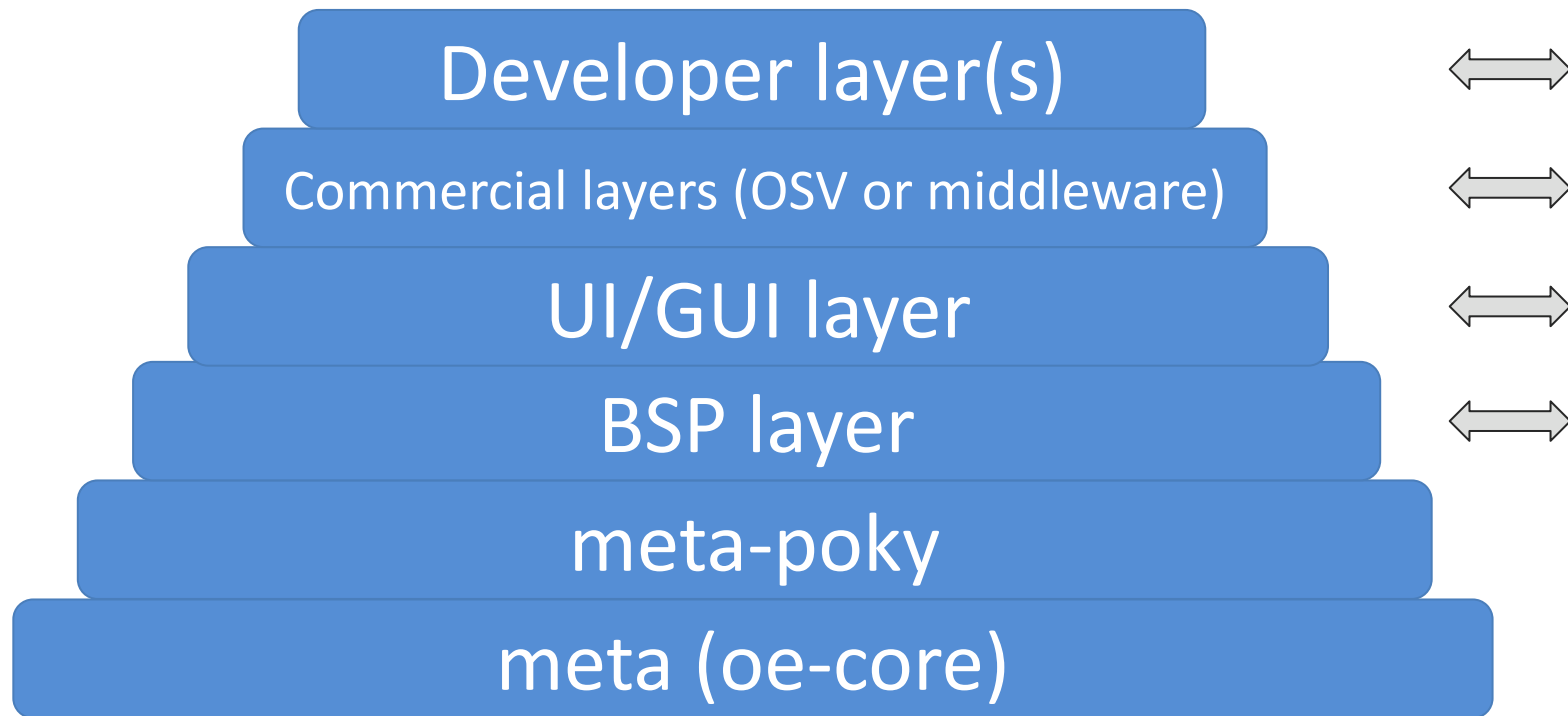 Developer layer(s)
Commercial layers (OSV or middleware)
UI/GUI layer
BSP layer
meta-poky
meta (oe-core)